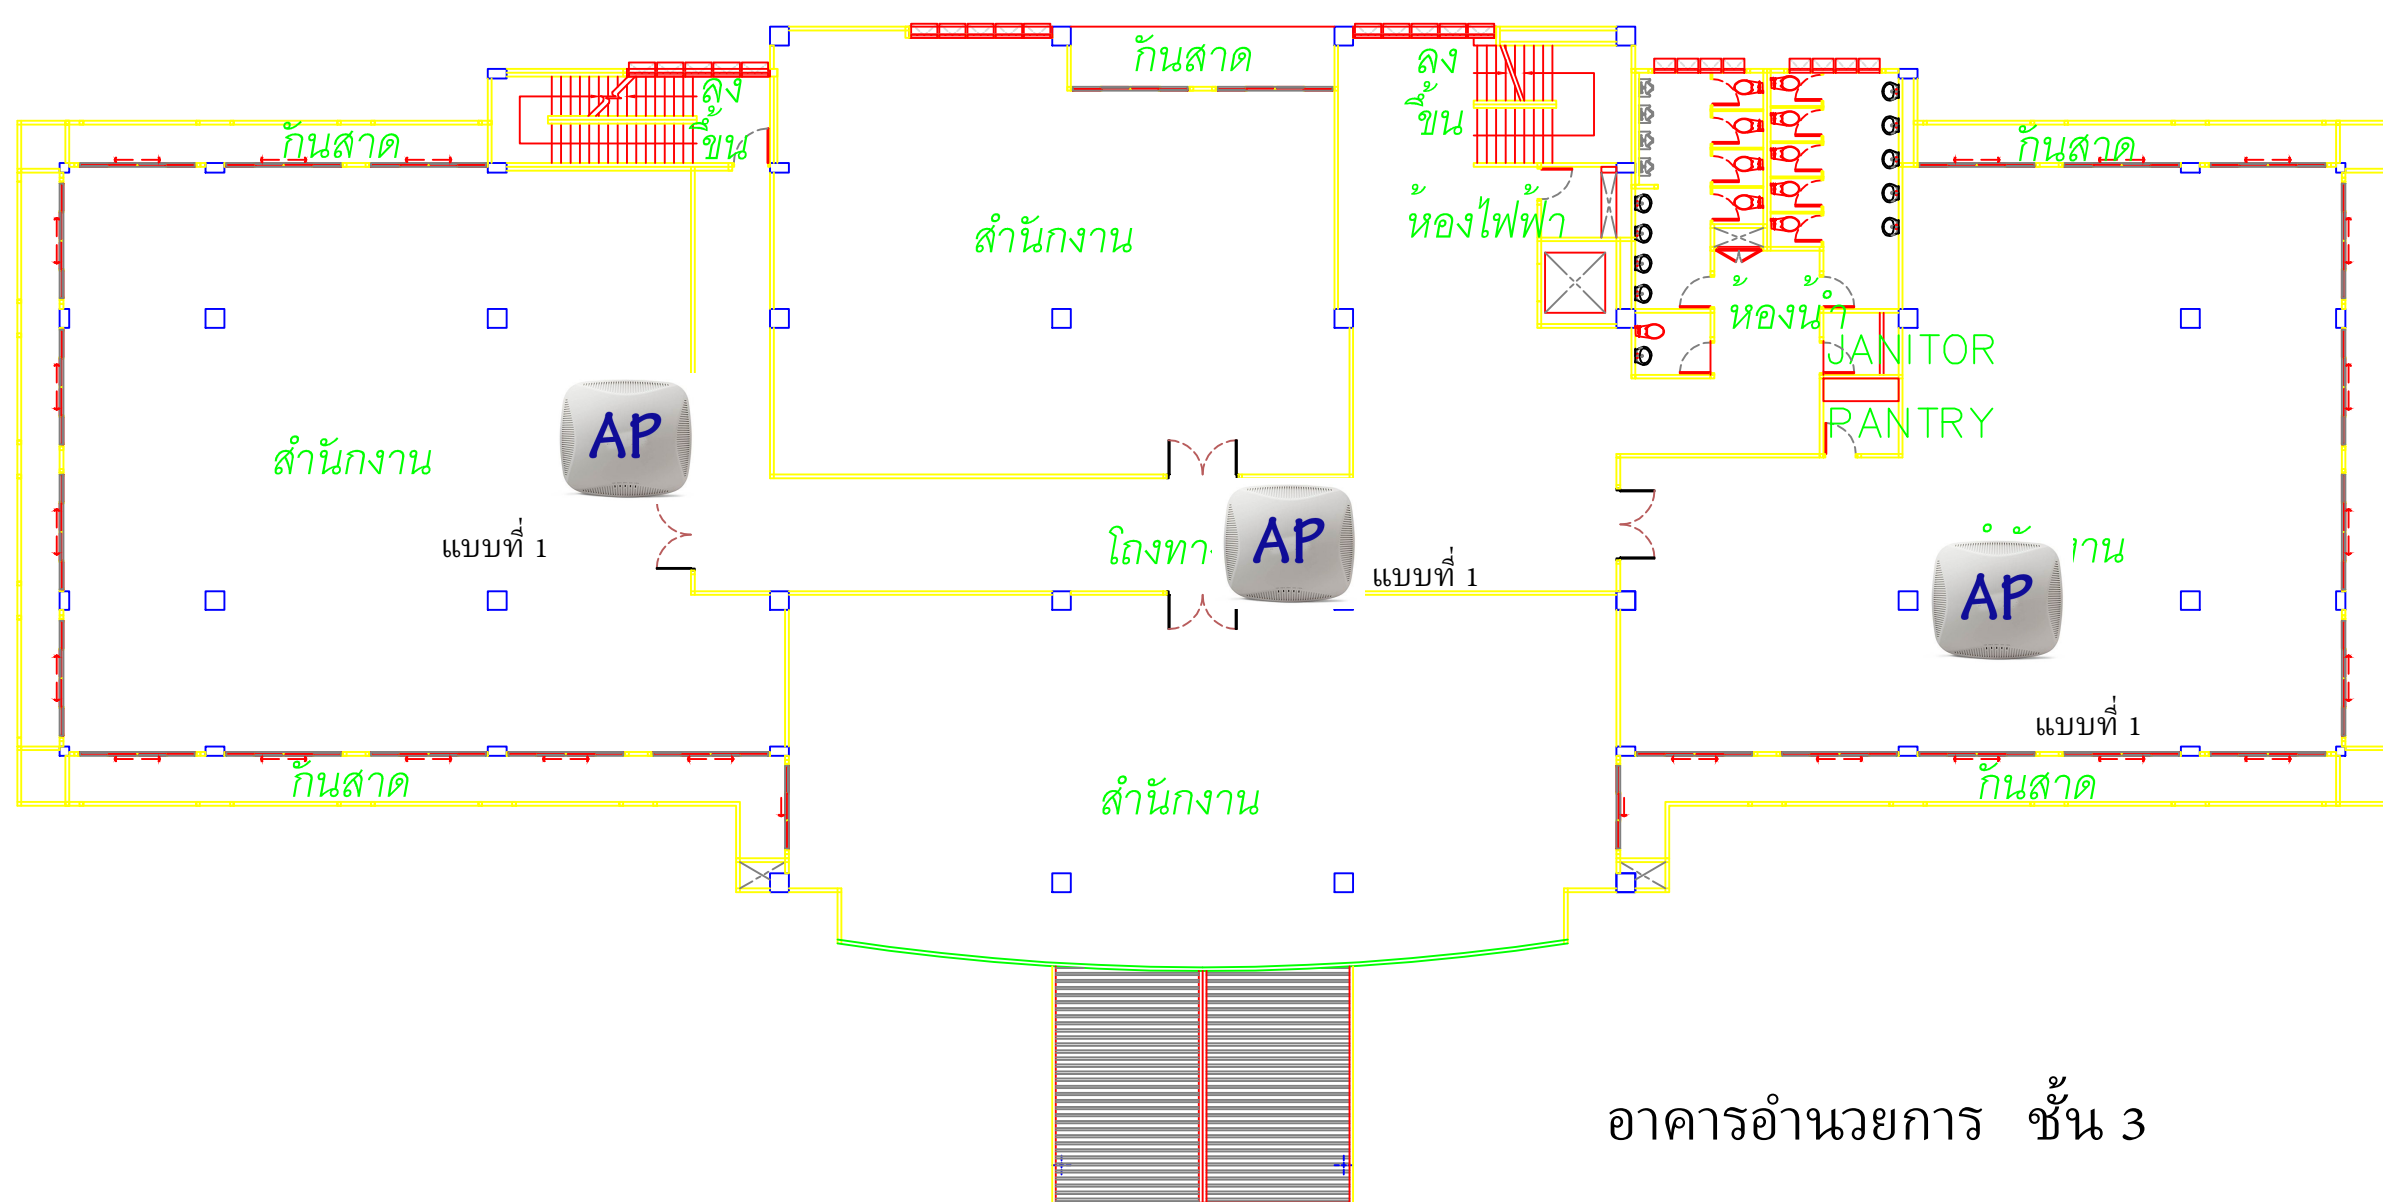 กันสาด
ลง
ขึ้น
กันสาด
ลง
ขึ้น
กันสาด
กันสาด
สำนักงาน
ห้องไฟฟ้า
ห้องน้ำ
JANITOR
PANTRY
สำนักงาน
AP
แบบที่ 1
AP
แบบที่ 1
AP
แบบที่ 1
กันสาด
สำนักงาน
กันสาด
อาคารอำนวยการ ชั้น 3